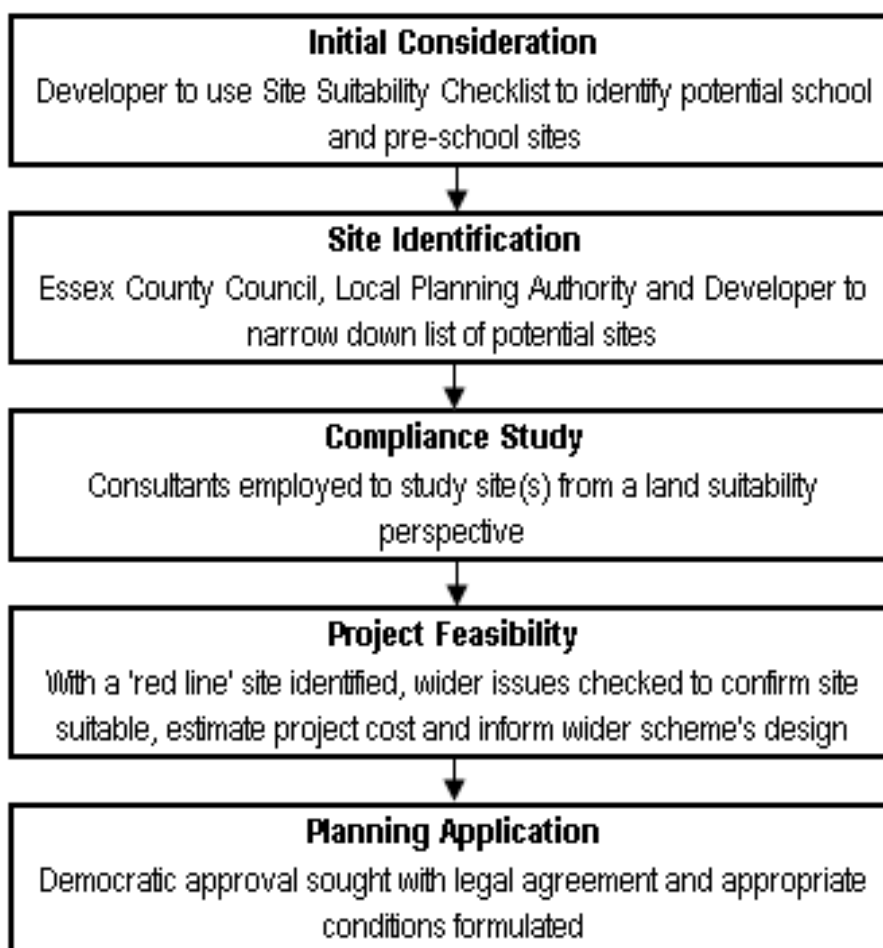 Initial Consideration
Developer to use Site Suitability Checklist to identify potential school
and pre-school sites
Site Identification
Essex County Council, Local Planning Authority and Developer to
narrow down list of potential sites
Compliance Study
Consultants employed to study site(s) from a land suitability
perspective
Project Feasibility
With a 'red line' site identified, wider issues checked to confirm site
suitable, estimate project cost and inform wider scheme's design
Planning Application
Democratic approval sought with legal agreement and appropriate
conditions formulated